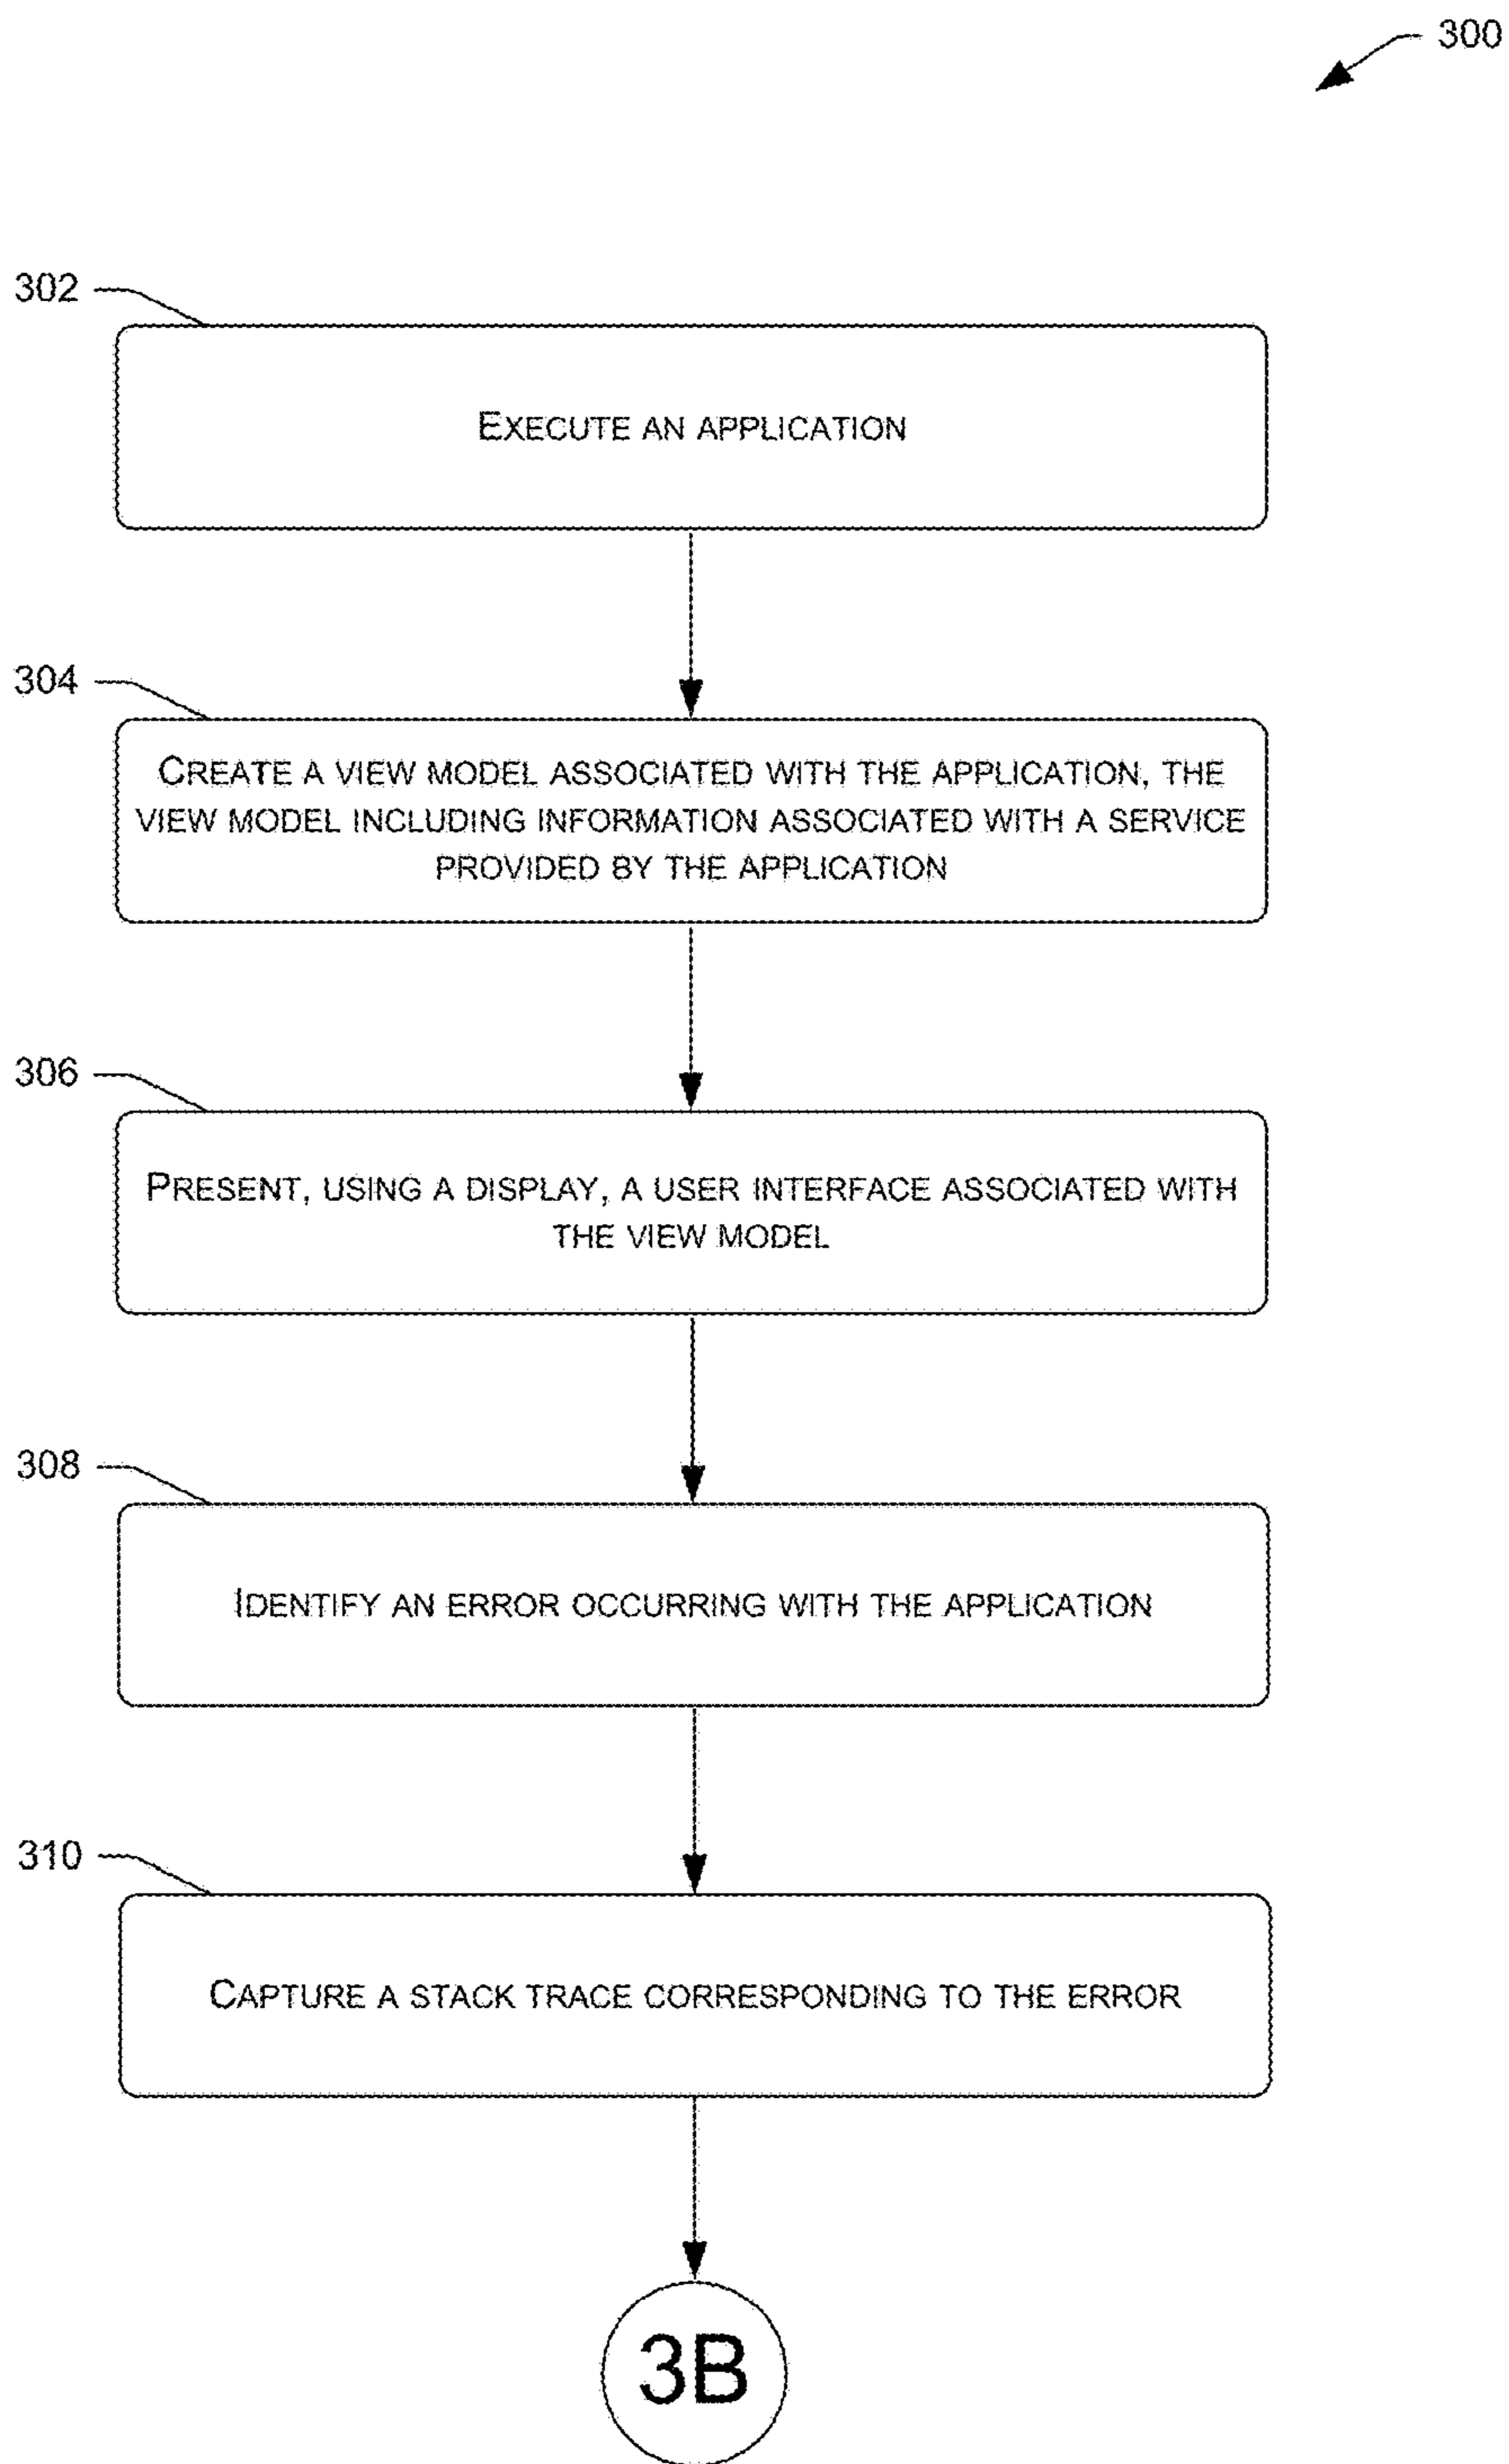 300
302
EXECUTE AN APPLICATION
304
CREATE A VIEW MODEL ASSOCIATED WITH THE APPLICATION, THE
VIEW MODEL INCLUDING INFORMATION ASSOCIATED WITH A SERVICE
PROVIDED BY THE APPLICATION
306
PRESENT, USING A DISPLAY, A USER INTERFACE ASSOCIATED WITH
THE VIEW MODEL
308
IDENTIFY AN ERROR OCCURRING WITH THE APPLICATION
310
CAPTURE A STACK TRACE CORRESPONDING TO THE ERROR
3B